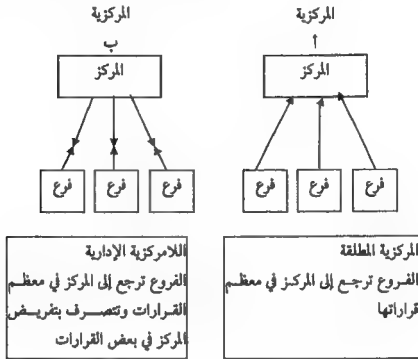 المركزية
أ
المركز
فرع
فرع
فرع
المركزية المطلقة
الفروع ترجع إلى المركز في معظم
قراراتها
المركزية
ب
المركز
فرع
فرع
فرع
اللامركزية الإدارية
الفروع ترجع إلى المركز في معظم
القرارات وتتصرف بتفريض
المركز في بعض القرارات